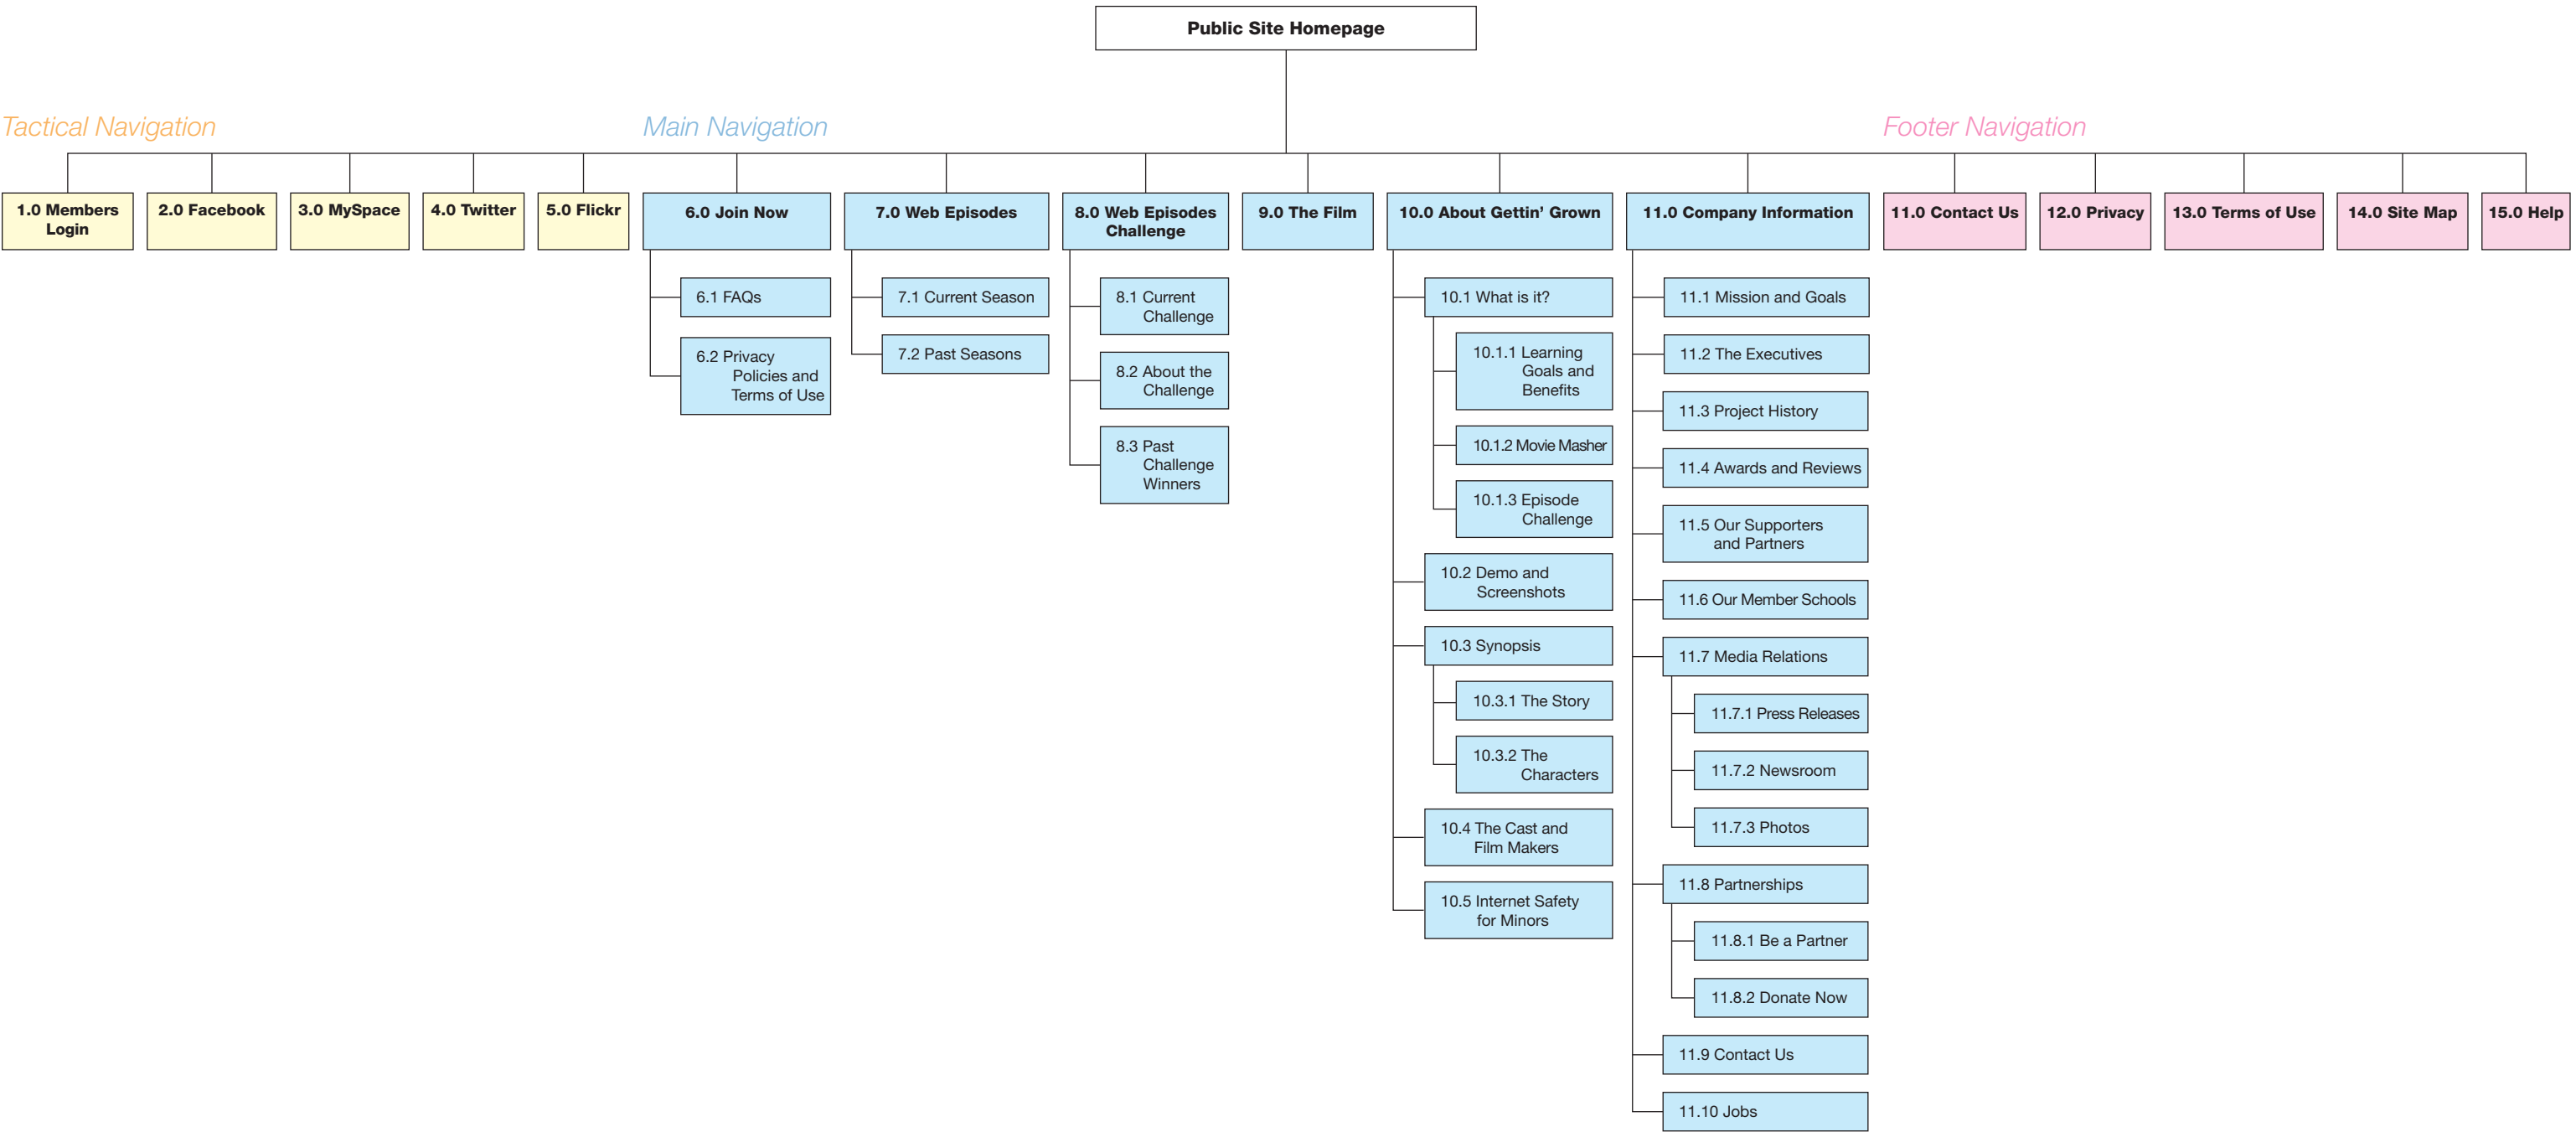 Public Site Homepage
Tactical Navigation
Main Navigation
Footer Navigation
1.0 Members
Login
2.0 Facebook
3.0 MySpace
4.0 Twitter
5.0 Flickr
6.0 Join Now
7.0 Web Episodes
8.0 Web Episodes
Challenge
9.0 The Film
10.0 About Gettin’ Grown
11.0 Company Information
11.0 Contact Us
12.0 Privacy
13.0 Terms of Use
14.0 Site Map
15.0 Help
6.1 FAQs
6.2 Privacy
Policies and
Terms of Use
7.1 Current Season
7.2 Past Seasons
8.1 Current
Challenge
8.2 About the
Challenge
8.3 Past
Challenge
Winners
10.1 What is it?
10.1.1 Learning
Goals and
Benefits
10.1.2 Movie Masher
10.1.3 Episode
Challenge
10.2 Demo and
Screenshots
10.3 Synopsis
10.3.1 The Story
10.3.2 The
Characters
10.4 The Cast and
Film Makers
10.5 Internet Safety
for Minors
11.1 Mission and Goals
11.2 The Executives
11.3 Project History
11.4 Awards and Reviews
11.5 Our Supporters
and Partners
11.6 Our Member Schools
11.7 Media Relations
11.7.1 Press Releases
11.7.2 Newsroom
11.7.3 Photos
11.8 Partnerships
11.8.1 Be a Partner
11.8.2 Donate Now
11.9 Contact Us
11.10 Jobs